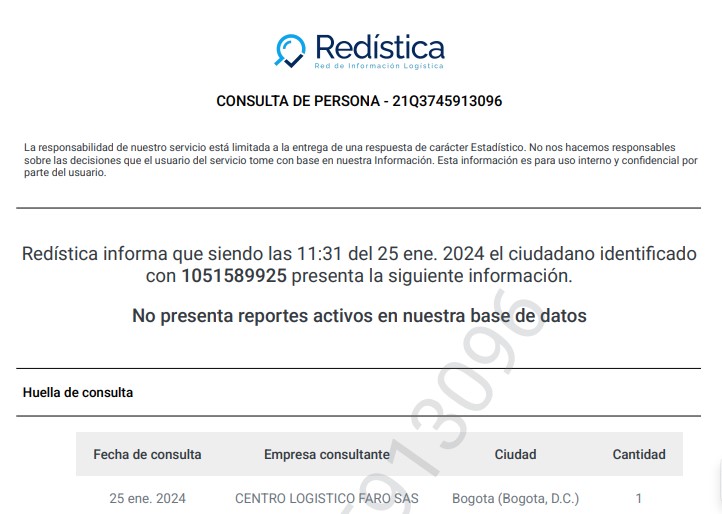 Redística
Red de Información Logística
CONSULTA DE PERSONA - 21Q3745913096
La responsabilidad de nuestro servicio está limitada a la entrega de una respuesta de carácter Estadístico. No nos hacemos responsables
sobre las decisiones que el usuario del servicio tome con base en nuestra Información. Esta información es para uso interno y confidencial por
parte del usuario.
Redística informa que siendo las 11:31 del 25 ene. 2024 el ciudadano identificado
con 1051589925 presenta la siguiente información.
No presenta reportes activos en nuestra base de datos
Huella de consulta
Fecha de consulta Empresa consultante Ciudad Cantidad
25 ene. 2024 CENTRO LOGISTICO FARO SAS Bogota (Bogota, D.C.) 1
5913096